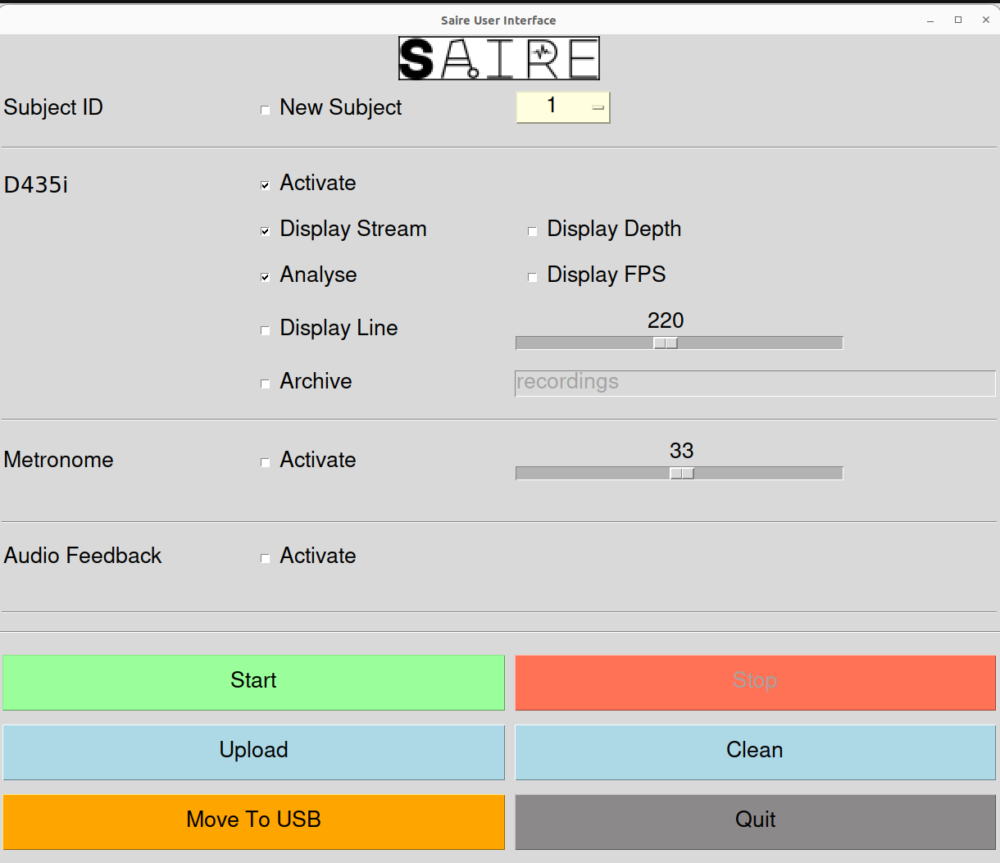 Saire User Interface
SAIRE
Subject ID New Subject 1
D435i Activate
Display Stream Display Depth
Analyse Display FPS
220
Display Line
Archive recordings
33
Metronome Activate
Audio Feedback Activate
Start Stop
Upload Clean
Move To USB Quit